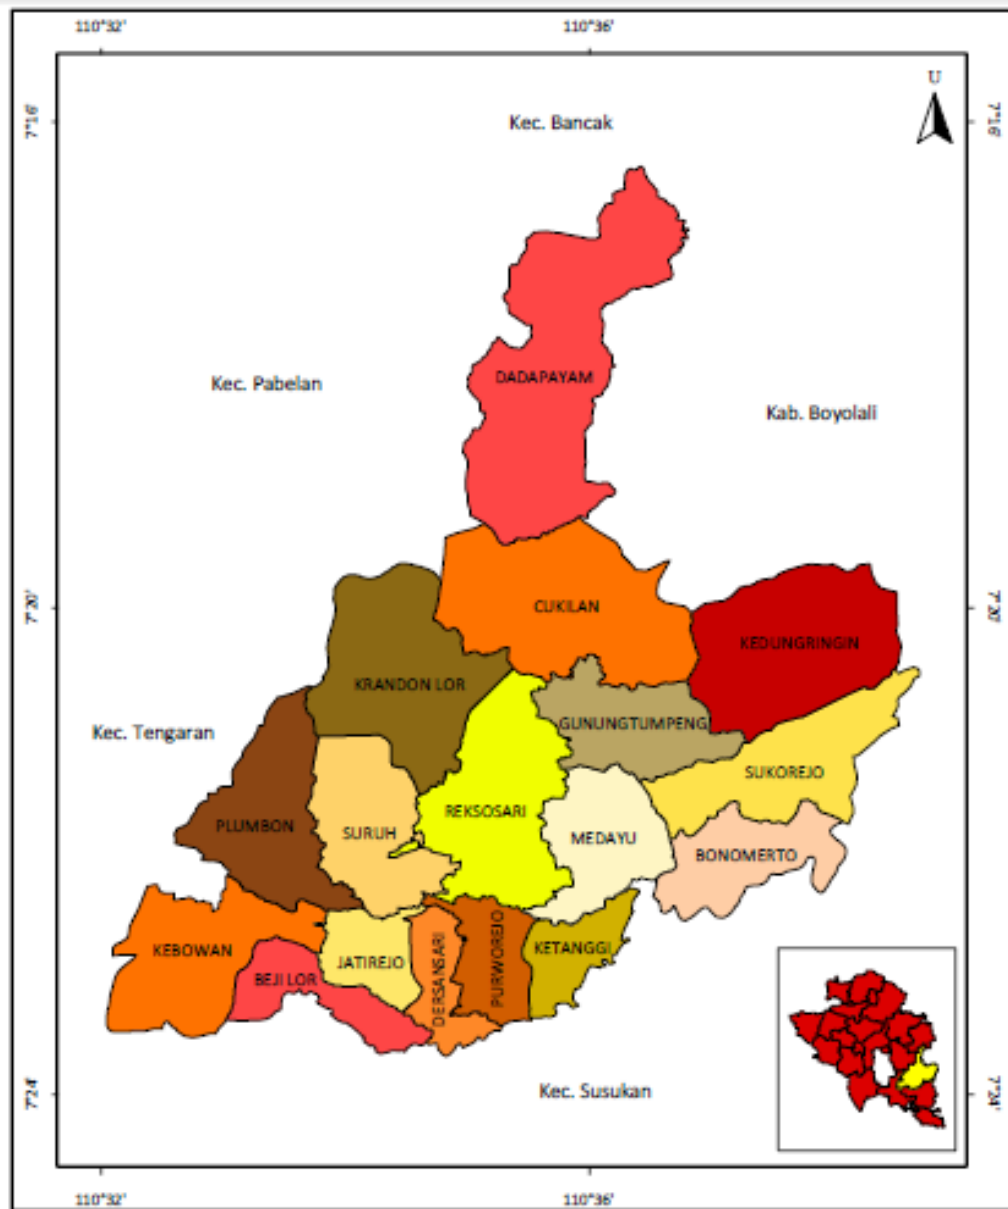 110°32'
110°36'
U
7°16'
Kec. Bancak
7°16'
DADAPAYAM
Kec. Pabelan
Kab. Boyolali
7°20'
CUKILAN
7°20'
KEDUNGRINGIN
KRANDON LOR
GUNUNGTUMPENG
Kec. Tengaran
SUKOREJO
REKSOSARI
PLUMBON
SURUH
MEDAYU
BONOMERTO
KEBOWAN
KETANGGI
JATIREJO
DERSANSARI
PURWOREJO
BEJI LOR
7°24'
Kec. Susukan
7°24'
110°32'
110°36'